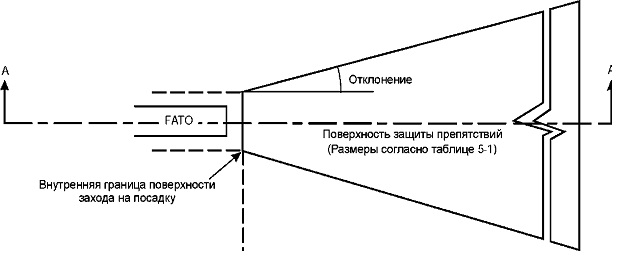 А
А
Отклонение
FATO
Поверхность защиты препятствий
(Размеры согласно таблице 5-1)
Внутренняя граница поверхности
захода на посадку